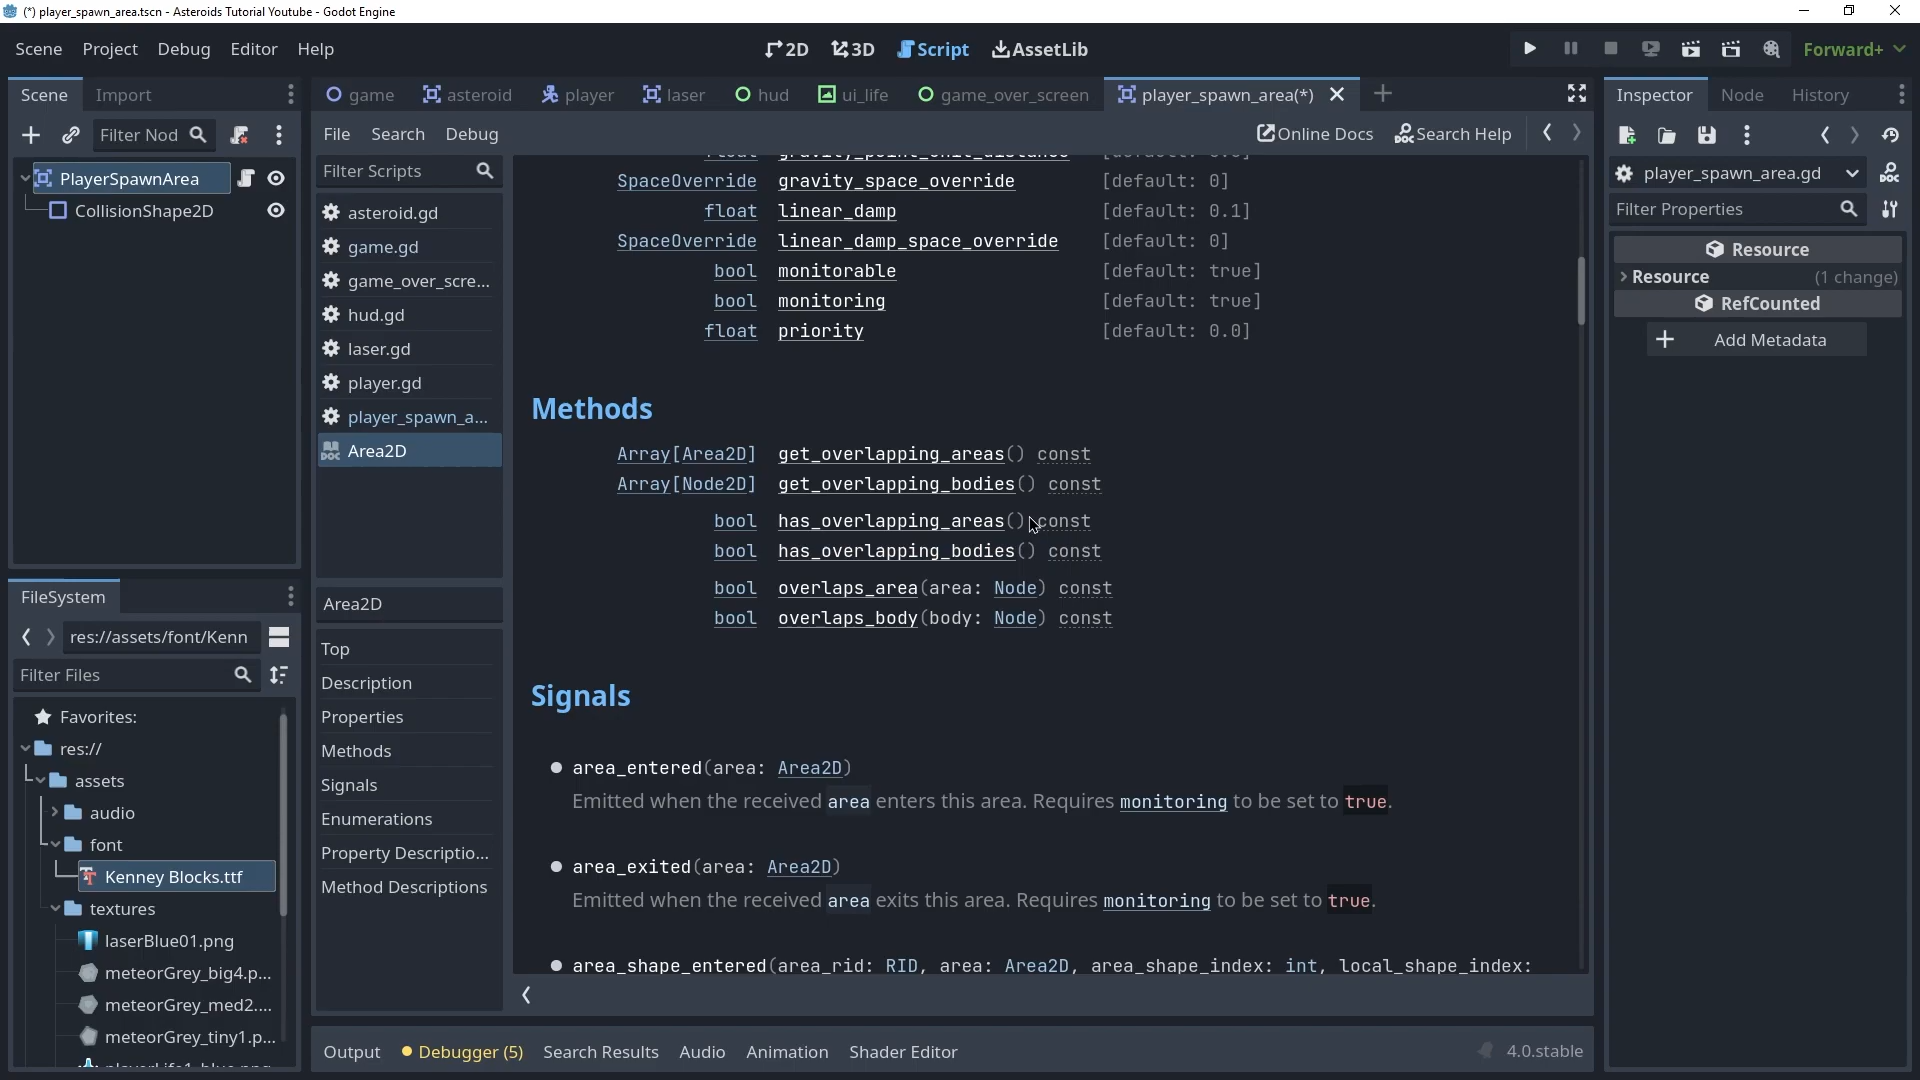 (*) player_spawn_area.tscn - Asteroids Tutorial Youtube - Godot Engine
Scene Project Debug Editor Help
2D 3D Script AssetLib
Forward+
Scene Import
game asteroid player laser hud ui_life game_over_screen player_spawn_area(*)
Inspector Node History
Filter Nod
File Search Debug
Online Docs Search Help
PlayerSpawnArea
CollisionShape2D
Filter Scripts
asteroid.gd
game.gd
game_over_scre...
hud.gd
laser.gd
player.gd
player_spawn_a...
Area2D
Area2D
Top
Description
Properties
Methods
Signals
Enumerations
Property Descriptio...
Method Descriptions
SpaceOverride gravity_space_override [default: 0]
float linear_damp [default: 0.1]
SpaceOverride linear_damp_space_override [default: 0]
bool monitorable [default: true]
bool monitoring [default: true]
float priority [default: 0.0]
Methods
Array[Area2D] get_overlapping_areas() const
Array[Node2D] get_overlapping_bodies() const
bool has_overlapping_areas() const
bool has_overlapping_bodies() const
bool overlaps_area(area: Node) const
bool overlaps_body(body: Node) const
Signals
area_entered(area: Area2D)
Emitted when the received area enters this area. Requires monitoring to be set to true.
area_exited(area: Area2D)
Emitted when the received area exits this area. Requires monitoring to be set to true.
area_shape_entered(area_rid: RID, area: Area2D, area_shape_index: int, local_shape_index:
player_spawn_area.gd
Filter Properties
Resource
Resource (1 change)
RefCounted
Add Metadata
FileSystem
res://assets/font/Kenn
Filter Files
Favorites:
res://
assets
audio
font
Kenney Blocks.ttf
textures
laserBlue01.png
meteorGrey_big4.p...
meteorGrey_med2....
meteorGrey_tiny1.p...
Output Debugger (5) Search Results Audio Animation Shader Editor
4.0.stable